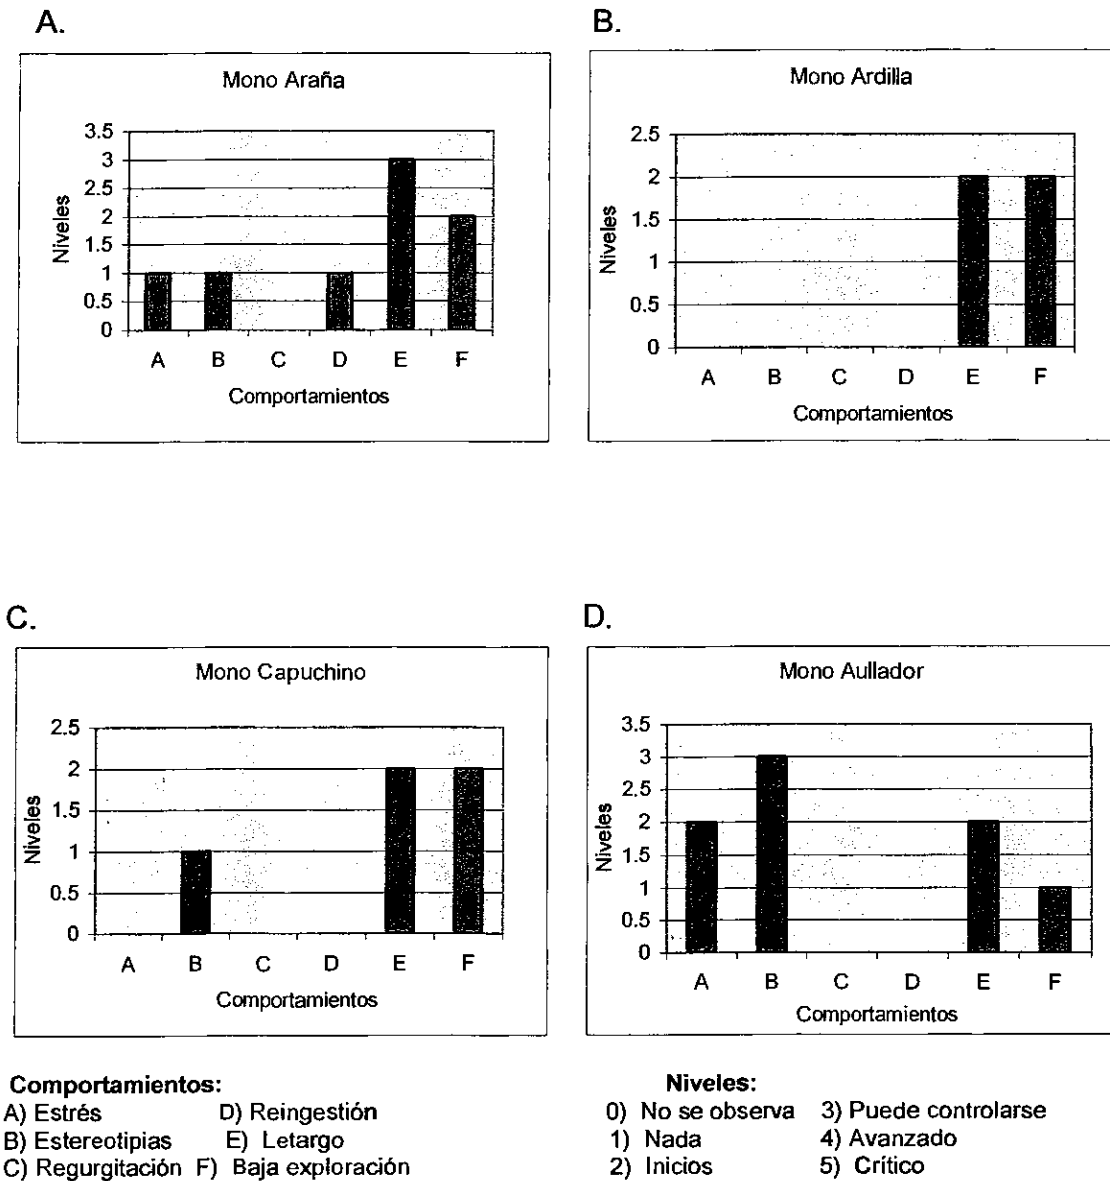 A.
Mono Araña
3.5
3
2.5
2
1.5
1
0.5
0
Niveles
A B C D E F
Comportamientos
B.
Mono Ardilla
2.5
2
1.5
1
0.5
0
Niveles
A B C D E F
Comportamientos
C.
Mono Capuchino
2.5
2
1.5
1
0.5
0
Niveles
A B C D E F
Comportamientos
D.
Mono Aullador
3.5
3
2.5
2
1.5
1
0.5
0
Niveles
A B C D E F
Comportamientos
Comportamientos:
A) Estrés D) Reingestión
B) Estereotipias E) Letargo
C) Regurgitación F) Baja exploración
Niveles:
0) No se observa 3) Puede controlarse
1) Nada 4) Avanzado
2) Inicios 5) Crítico